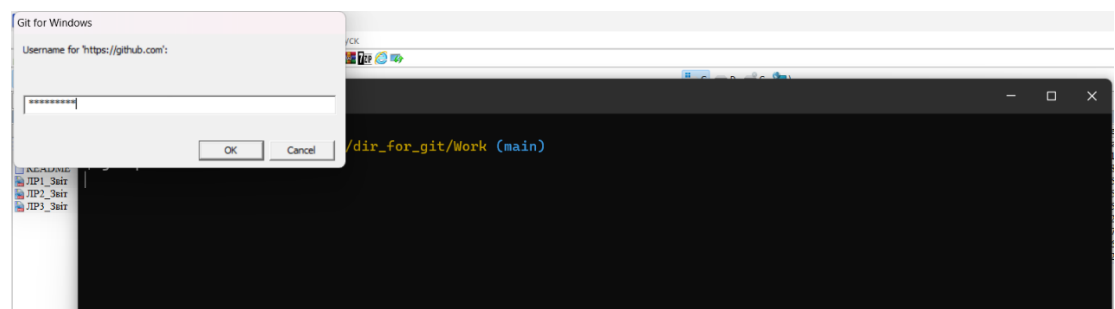 Git for Windows
Username for 'https://github.com':
*********
OK Cancel
/dir_for_git/Work (main)
README
ЛР1_Звіт
ЛР2_Звіт
ЛР3_Звіт